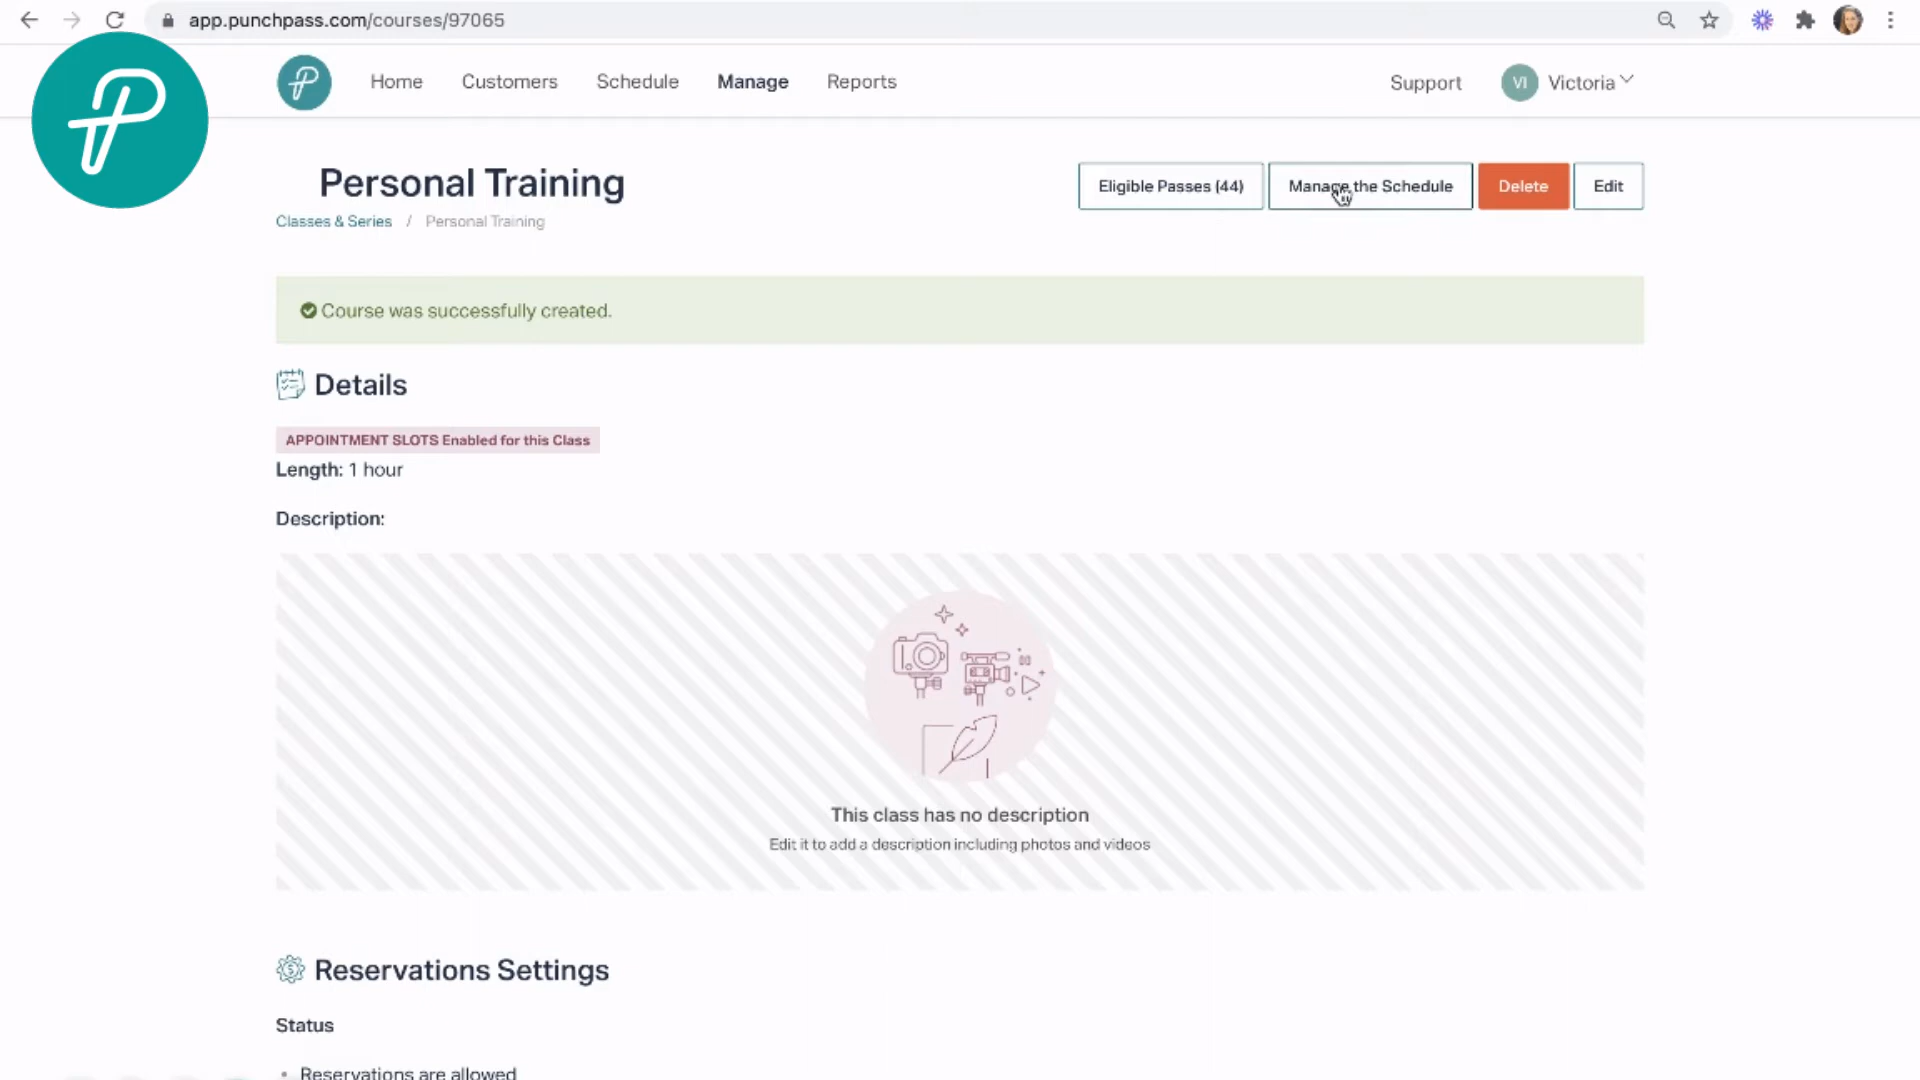 app.punchpass.com/courses/97065
Home Customers Schedule Manage Reports Support VI Victoria
Personal Training
Eligible Passes (44) Manage the Schedule Delete Edit
Classes & Series / Personal Training
Course was successfully created.
Details
APPOINTMENT SLOTS Enabled for this Class
Length: 1 hour
Description:
This class has no description
Edit it to add a description including photos and videos
Reservations Settings
Status
• Reservations are allowed